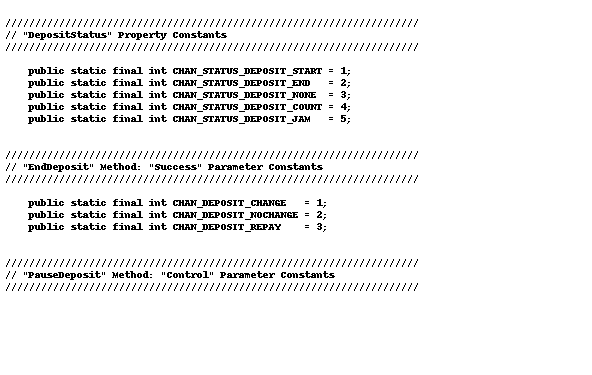 /////////////////////////////////////////////////////////////////////
// "DepositStatus" Property Constants
/////////////////////////////////////////////////////////////////////
public static final int CHAN_STATUS_DEPOSIT_START = 1;
public static final int CHAN_STATUS_DEPOSIT_END   = 2;
public static final int CHAN_STATUS_DEPOSIT_NONE  = 3;
public static final int CHAN_STATUS_DEPOSIT_COUNT = 4;
public static final int CHAN_STATUS_DEPOSIT_JAM   = 5;
/////////////////////////////////////////////////////////////////////
// "EndDeposit" Method: "Success" Parameter Constants
/////////////////////////////////////////////////////////////////////
public static final int CHAN_DEPOSIT_CHANGE   = 1;
public static final int CHAN_DEPOSIT_NOCHANGE = 2;
public static final int CHAN_DEPOSIT_REPAY    = 3;
/////////////////////////////////////////////////////////////////////
// "PauseDeposit" Method: "Control" Parameter Constants
/////////////////////////////////////////////////////////////////////